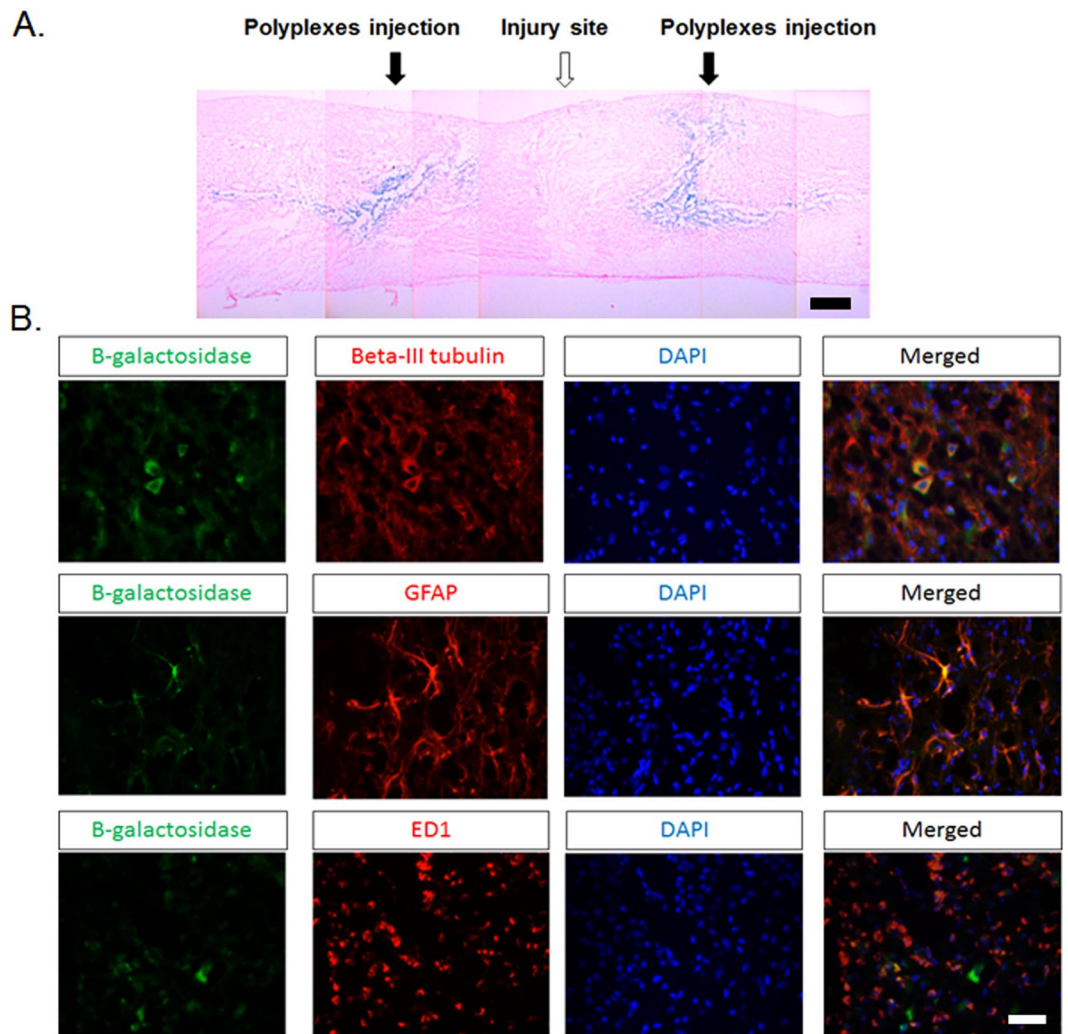 A.
Polyplexes injection Injury site Polyplexes injection
B.
B-galactosidase Beta-III tubulin DAPI Merged
B-galactosidase GFAP DAPI Merged
B-galactosidase ED1 DAPI Merged